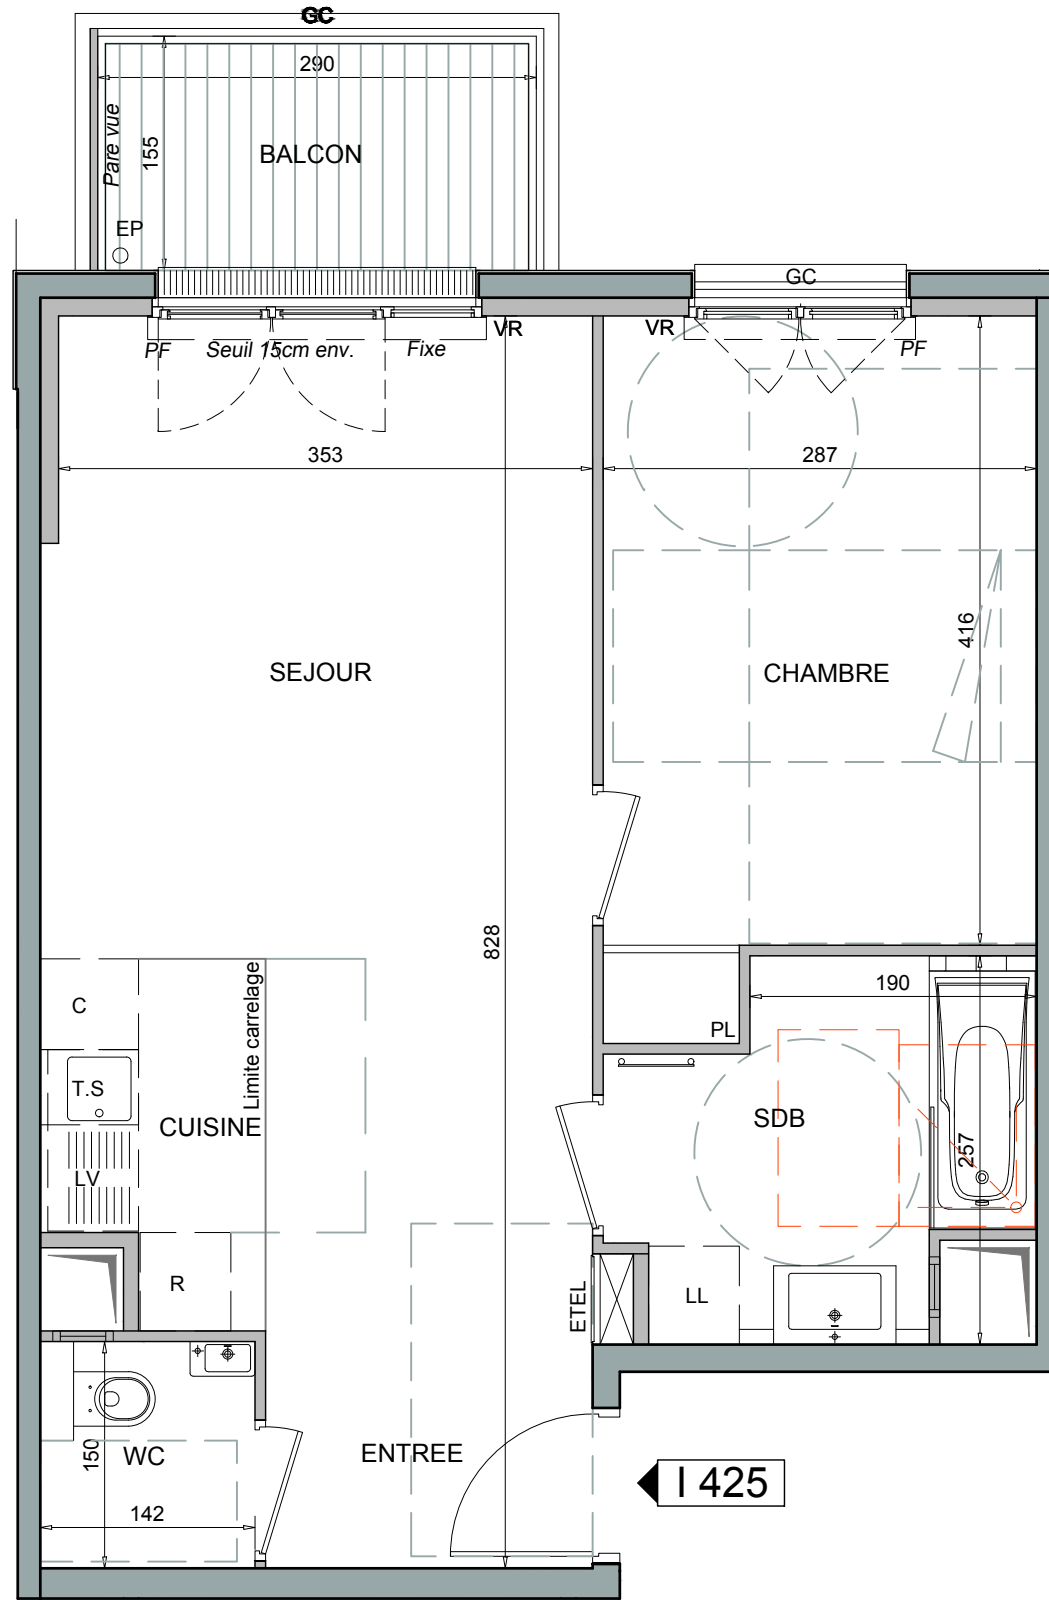 GC
290
Pare vue
155
BALCON
EP
GC
VR
VR
PF
Seuil 15cm env.
Fixe
PF
353
287
416
SEJOUR
CHAMBRE
828
C
Limite carrelage
190
PL
T.S
CUISINE
SDB
257
LV
R
ETEL
LL
150
WC
ENTREE
142
I 425